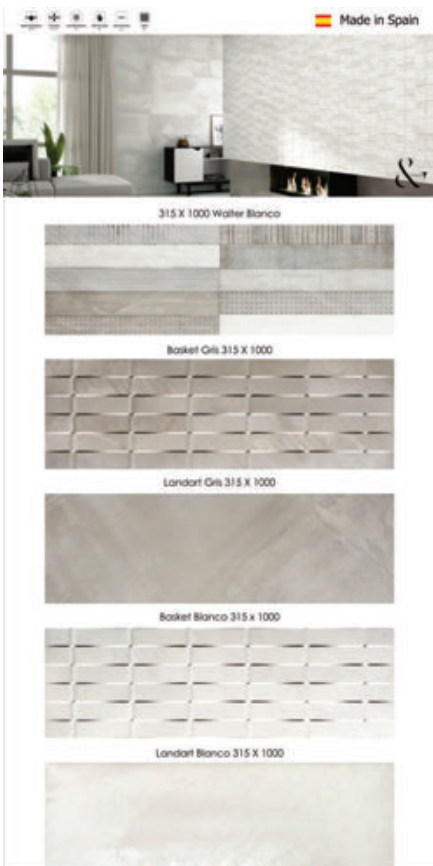 Made in Spain
&
315 X 1000 Walter Blanco
Basket Gris 315 X 1000
Landart Gris 315 X 1000
Basket Blanco 315 x 1000
Landart Blanco 315 X 1000